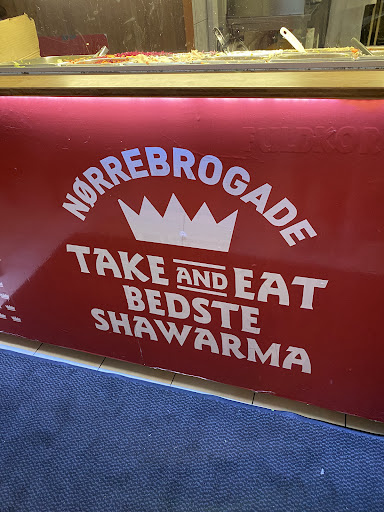 NØRREBROGADE
TAKE AND EAT
BEDSTE
SHAWARMA